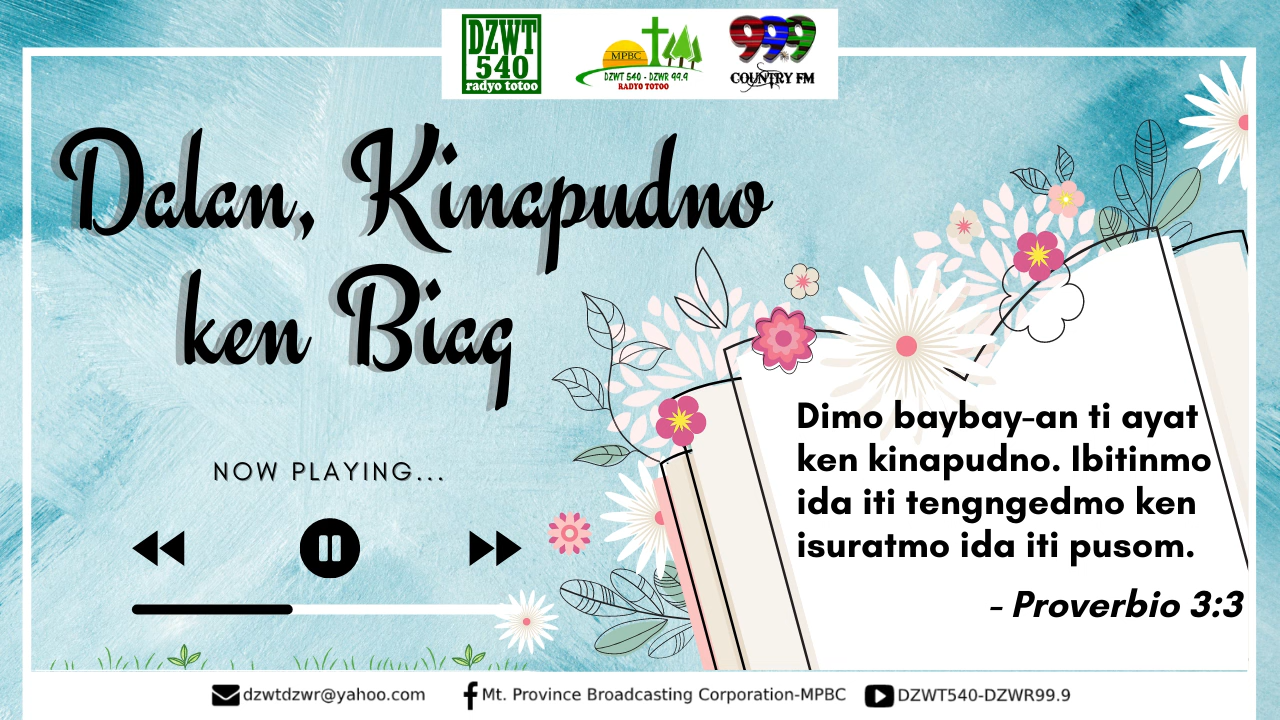 DZWT
540
radyo totoo
MPBC
DZWT 540 - DZWR 99.9
RADYO TOTOO
99.9
COUNTRY FM
Dalan, Kinapudno
ken Biag
NOW PLAYING...
Dimo baybay-an ti ayat
ken kinapudno. Ibitinmo
ida iti tengngedmo ken
isuratmo ida iti pusom.
- Proverbio 3:3
dzwtdzwr@yahoo.com
Mt. Province Broadcasting Corporation-MPBC
DZWT540-DZWR99.9